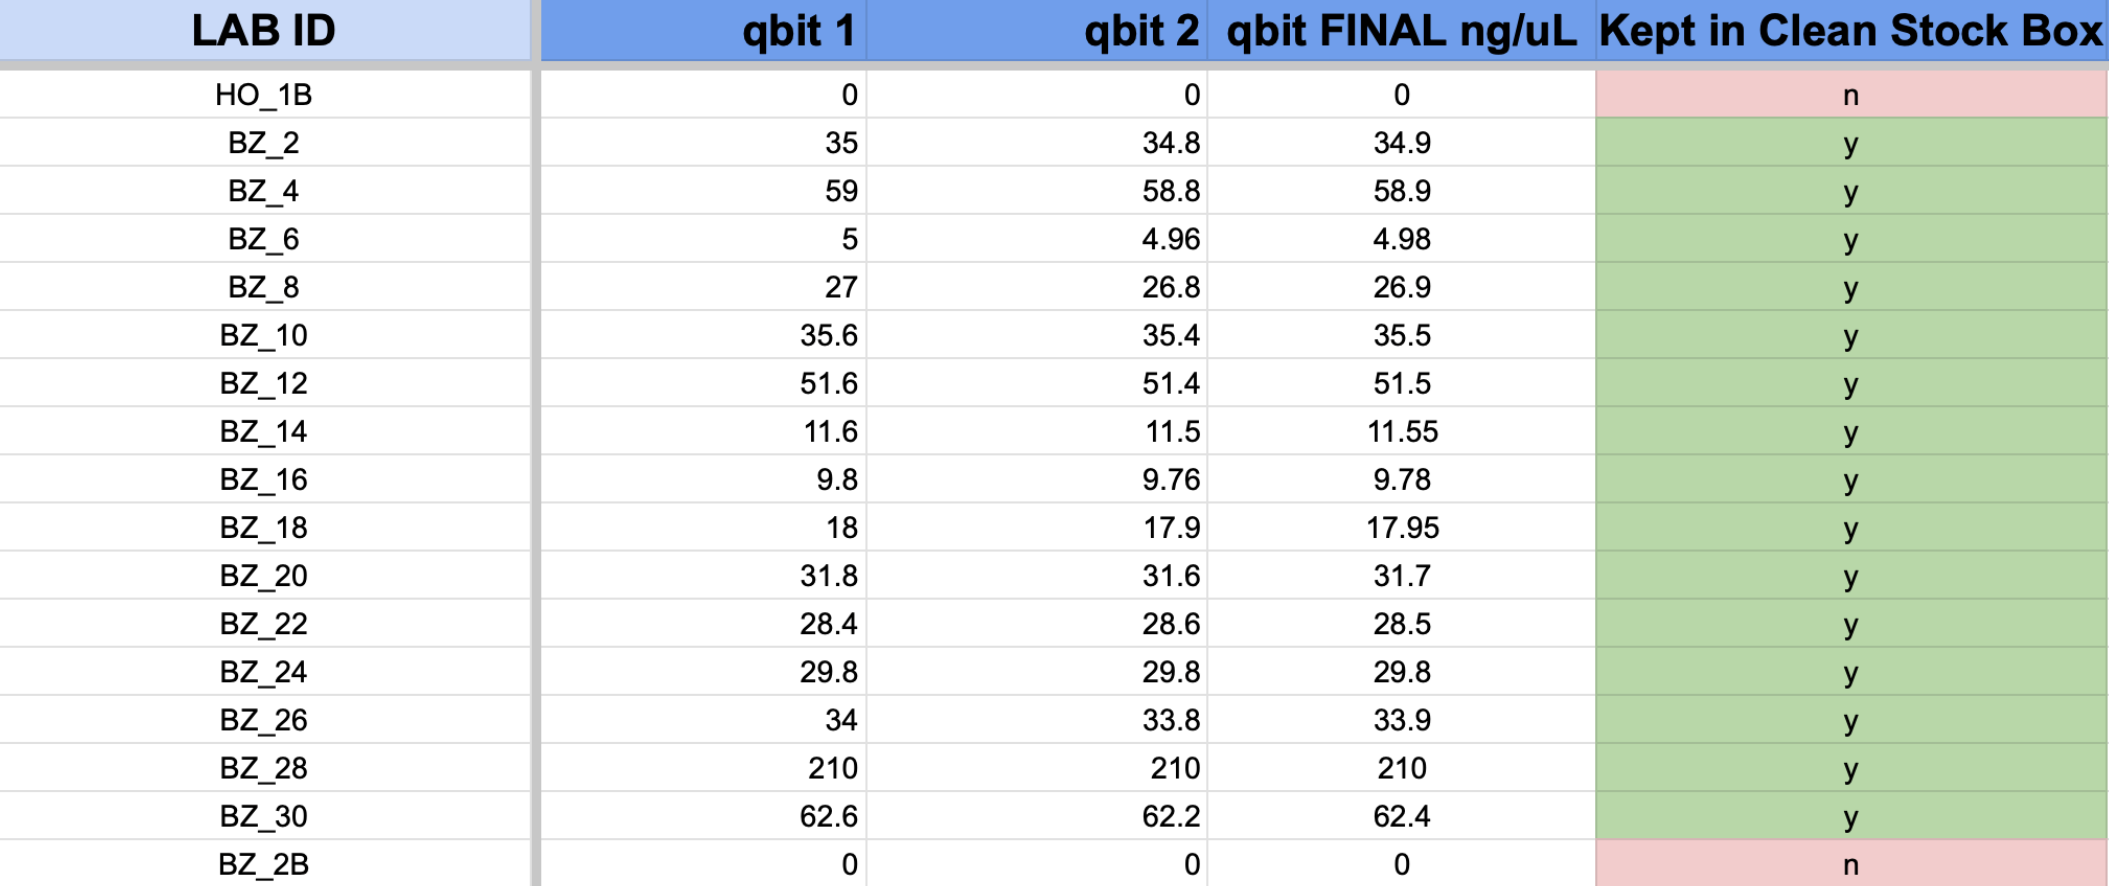 LAB ID qbit 1 qbit 2 qbit FINAL ng/uL Kept in Clean Stock Box
HO_1B 0 0 0 n
BZ_2 35 34.8 34.9 y
BZ_4 59 58.8 58.9 y
BZ_6 5 4.96 4.98 y
BZ_8 27 26.8 26.9 y
BZ_10 35.6 35.4 35.5 y
BZ_12 51.6 51.4 51.5 y
BZ_14 11.6 11.5 11.55 y
BZ_16 9.8 9.76 9.78 y
BZ_18 18 17.9 17.95 y
BZ_20 31.8 31.6 31.7 y
BZ_22 28.4 28.6 28.5 y
BZ_24 29.8 29.8 29.8 y
BZ_26 34 33.8 33.9 y
BZ_28 210 210 210 y
BZ_30 62.6 62.2 62.4 y
BZ_2B 0 0 0 n